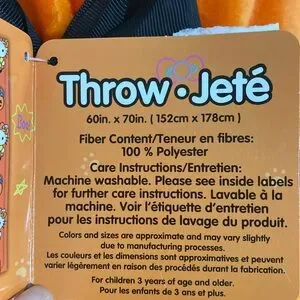 Boo
Throw • Jeté
60in. x 70in. ( 152cm x 178cm )
Fiber Content/Teneur en fibres:
100 % Polyester
Care Instructions/Entretien:
Machine washable. Please see inside labels
for further care instructions. Lavable à la
machine. Voir l'étiquette d'entretien
pour les instructions de lavage du produit.
Colors and sizes are approximate and may vary slightly
due to manufacturing processes.
Les couleurs et les dimensions sont approximatives et peuvent
varier légèrement en raison des procédés durant la fabrication.
For children 3 years of age and older.
Pour les enfants de 3 ans et plus.